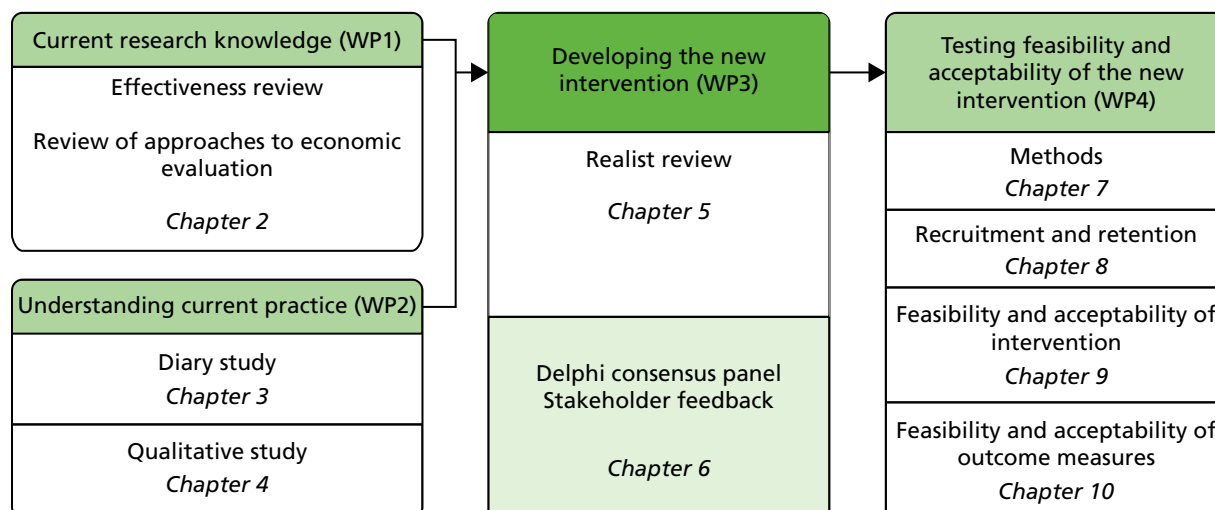 Current research knowledge (WP1)
Effectiveness review
Review of approaches to economic
evaluation
Chapter 2
Understanding current practice (WP2)
Diary study
Chapter 3
Qualitative study
Chapter 4
Developing the new
intervention (WP3)
Realist review
Chapter 5
Delphi consensus panel
Stakeholder feedback
Chapter 6
Testing feasibility and
acceptability of the new
intervention (WP4)
Methods
Chapter 7
Recruitment and retention
Chapter 8
Feasibility and acceptability of
intervention
Chapter 9
Feasibility and acceptability of
outcome measures
Chapter 10